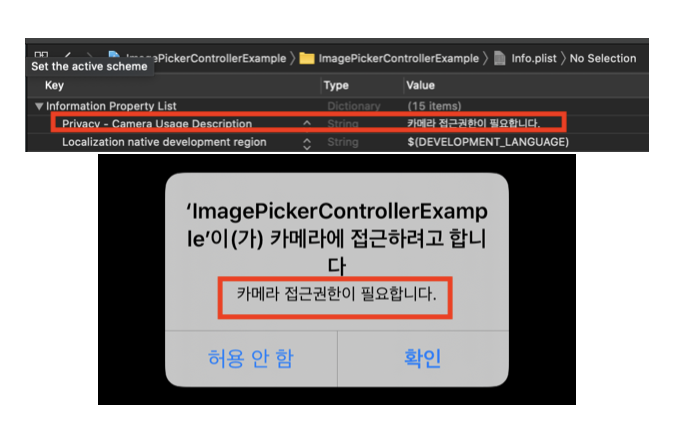 ImagePickerControllerExample 〉 ImagePickerControllerExample 〉 Info.plist 〉 No Selection
Set the active scheme
Key Type Value
Information Property List Dictionary (15 items)
Privacy - Camera Usage Description String 카메라 접근권한이 필요합니다.
Localization native development region String $(DEVELOPMENT_LANGUAGE)
‘ImagePickerControllerExamp
le’이(가) 카메라에 접근하려고 합니
다
카메라 접근권한이 필요합니다.
허용 안 함 확인